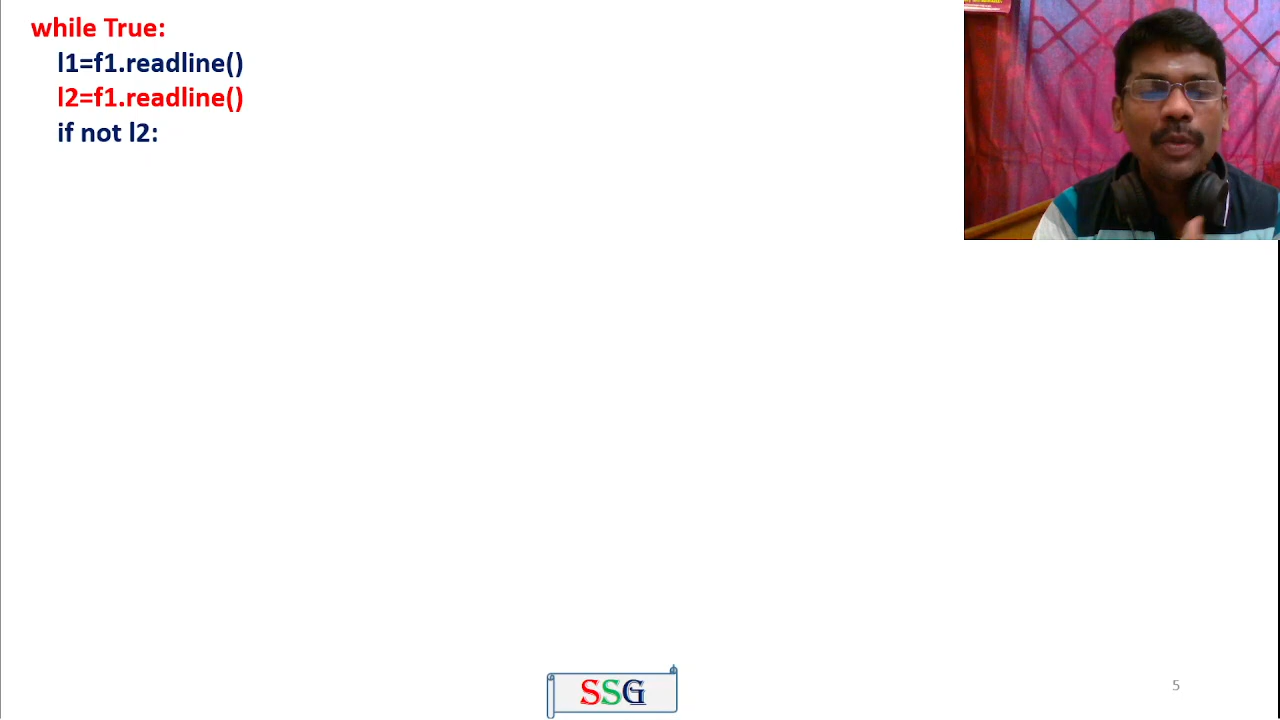 while True:
l1=f1.readline()
l2=f1.readline()
if not l2:
SSG
5